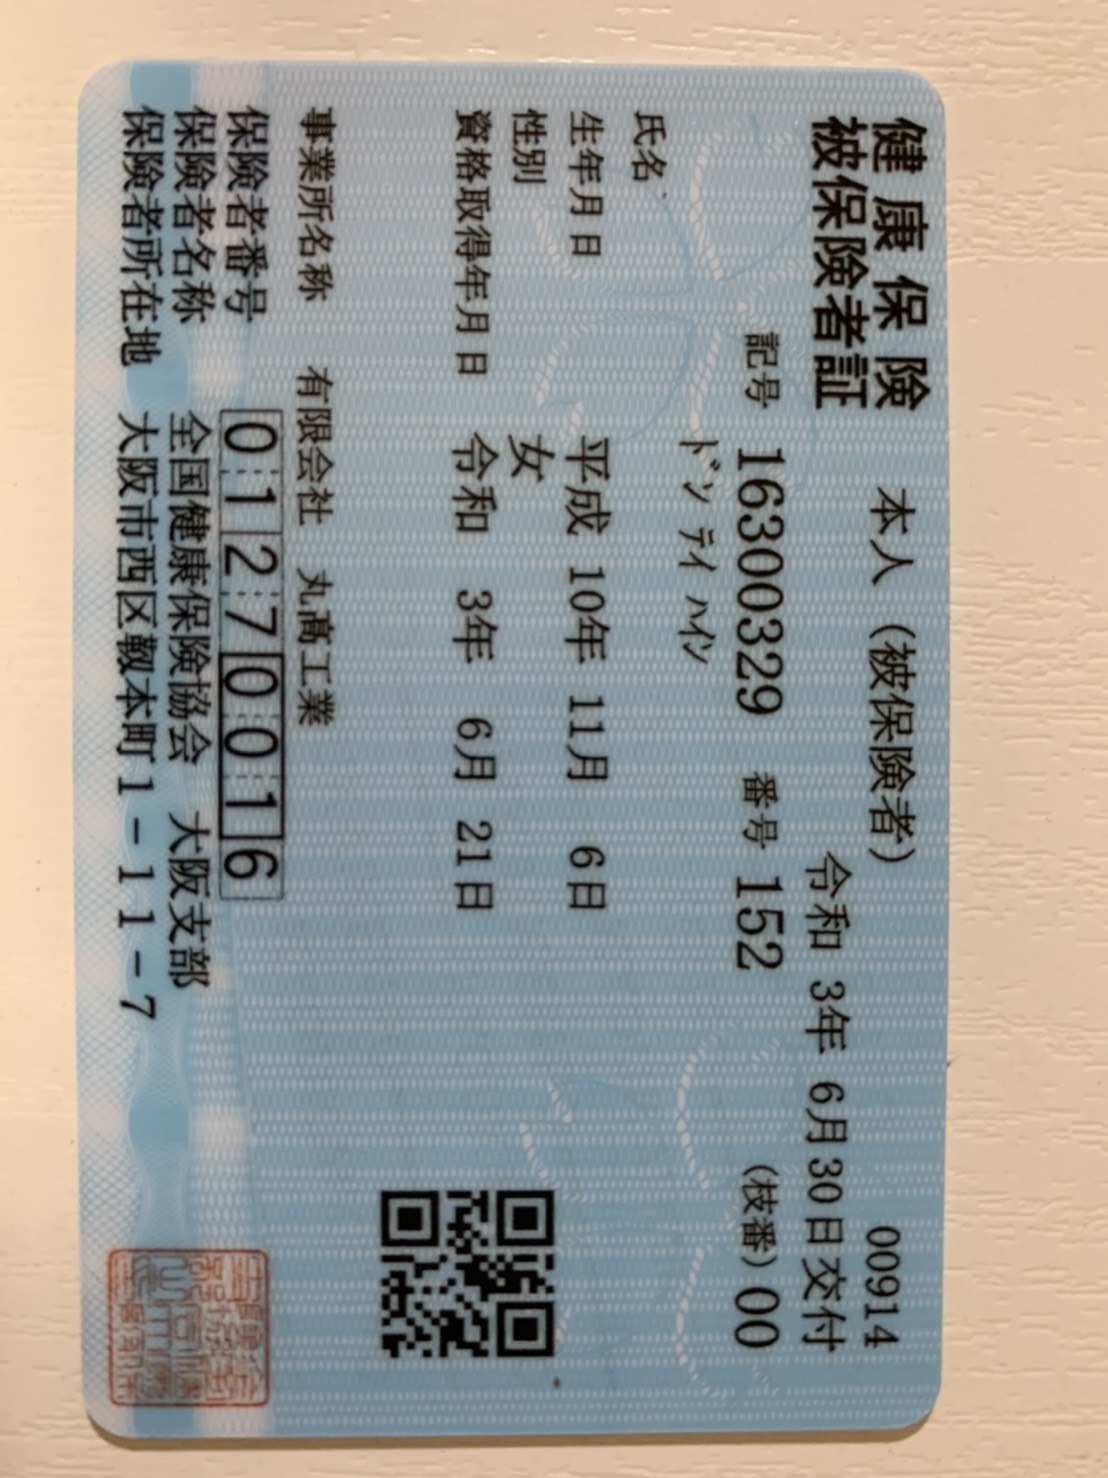 健康保険 本人（被保険者） 00914
被保険者証 令和 3年 6月30日交付
記号 16300329 番号 152 （枝番）00
ﾄﾞｿ ﾃｲ ﾊｲﾝ
氏名
生年月日 平成 10年 11月 6日
性別 女
資格取得年月日 令和 3年 6月 21日
事業所名称 有限会社 丸高工業
保険者番号 01270016
保険者名称 全国健康保険協会 大阪支部
保険者所在地 大阪市西区靱本町1-11-7